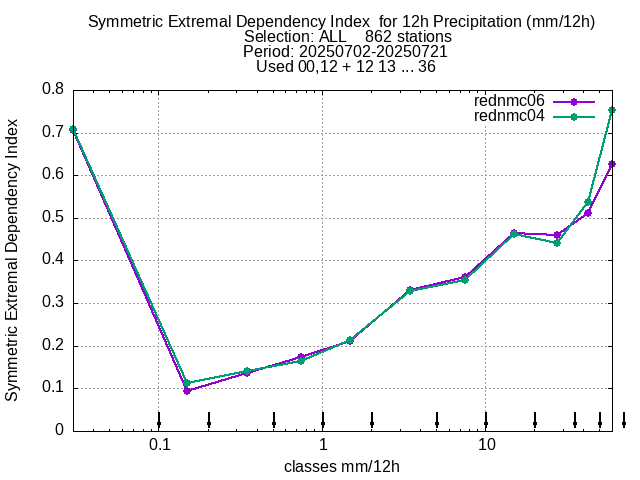 Symmetric Extremal Dependency Index  for 12h Precipitation (mm/12h)
Selection: ALL    862 stations
Period: 20250702-20250721
Used 00,12 + 12 13 ... 36
rednmc06
rednmc04
Symmetric Extremal Dependency Index
0.8
0.7
0.6
0.5
0.4
0.3
0.2
0.1
0
0.1 1 10
classes mm/12h